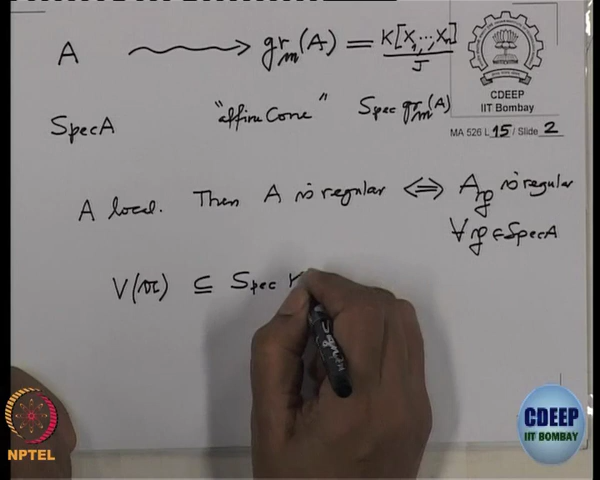 A ⟿ gr_m(A) = K[X_1,…,X_n] / J
CDEEP
IIT Bombay
Spec A "affine Cone" Spec gr_m(A)
MA 526 L 15 / Slide 2
A local. Then A is regular ⇔ A_𝔭 is regular
∀ 𝔭 ∈ Spec A
V(𝔞) ⊆ Spec K
NPTEL
CDEEP
IIT BOMBAY